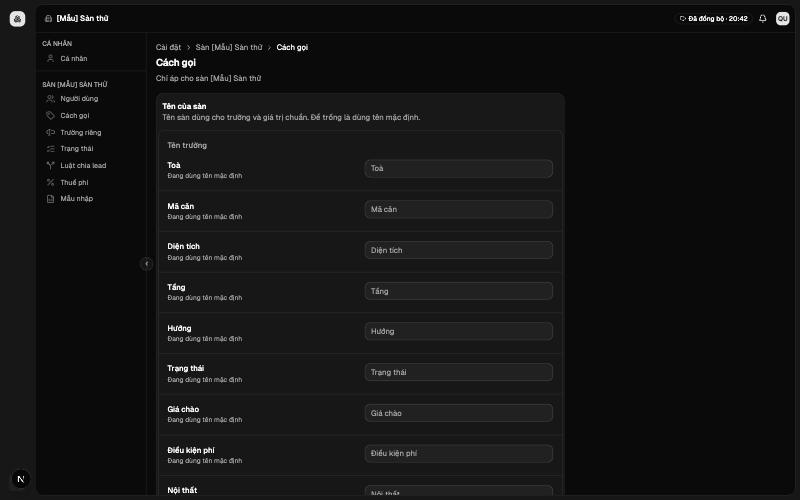 [Mẫu] Sàn thử
Đã đồng bộ · 20:42
QU
CÁ NHÂN
Cá nhân
SÀN [MẪU] SÀN THỬ
Người dùng
Cách gọi
Trường riêng
Trạng thái
Luật chia lead
Thuế phí
Mẫu nhập
Cài đặt > Sàn [Mẫu] Sàn thử > Cách gọi
Cách gọi
Chỉ áp cho sàn [Mẫu] Sàn thử
Tên của sàn
Tên sàn dùng cho trường và giá trị chuẩn. Để trống là dùng tên mặc định.
Tên trường
Toà
Đang dùng tên mặc định
Toà
Mã căn
Đang dùng tên mặc định
Mã căn
Diện tích
Đang dùng tên mặc định
Diện tích
Tầng
Đang dùng tên mặc định
Tầng
Hướng
Đang dùng tên mặc định
Hướng
Trạng thái
Đang dùng tên mặc định
Trạng thái
Giá chào
Đang dùng tên mặc định
Giá chào
Điều kiện phí
Đang dùng tên mặc định
Điều kiện phí
Nội thất
Nội thất
N